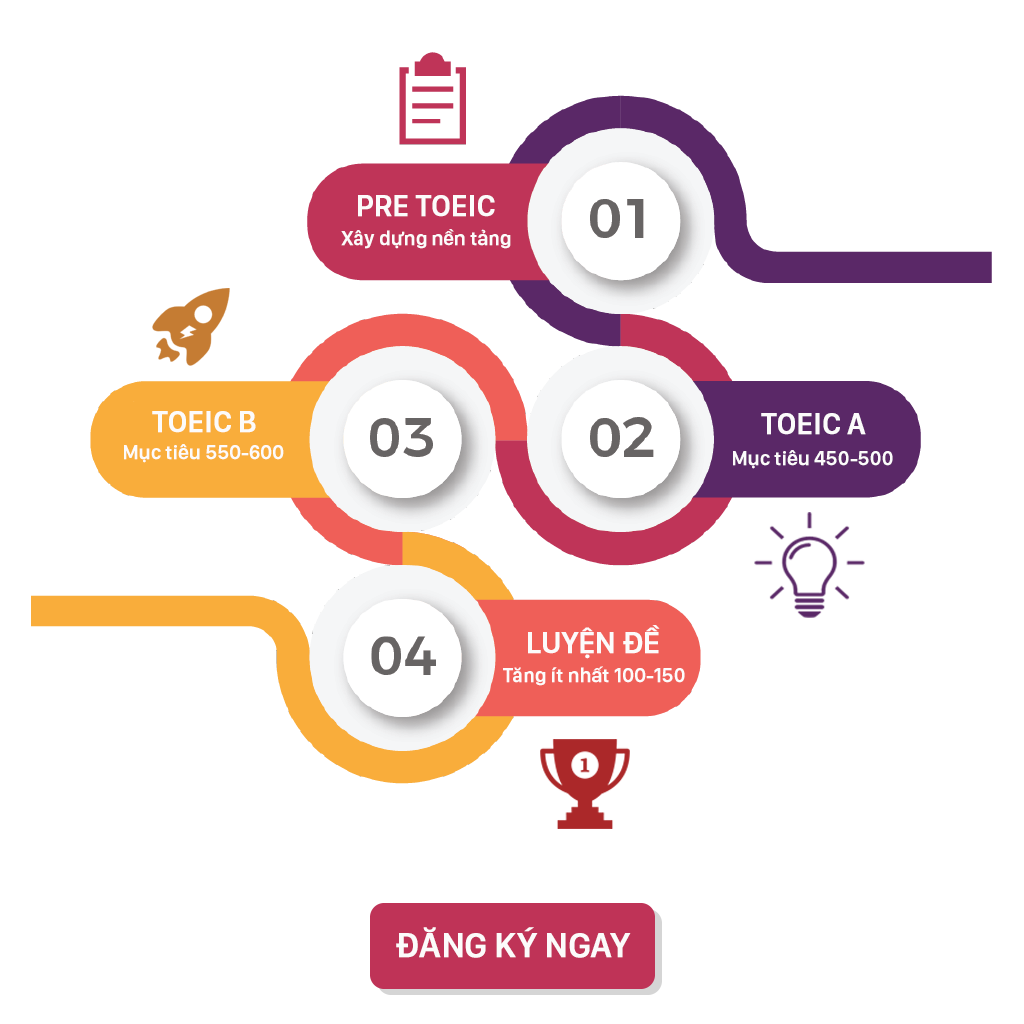 01
PRE TOEIC
Xây dựng nền tảng
02
TOEIC A
Mục tiêu 450-500
03
TOEIC B
Mục tiêu 550-600
04
LUYỆN ĐỀ
Tăng ít nhất 100-150
1
ĐĂNG KÝ NGAY